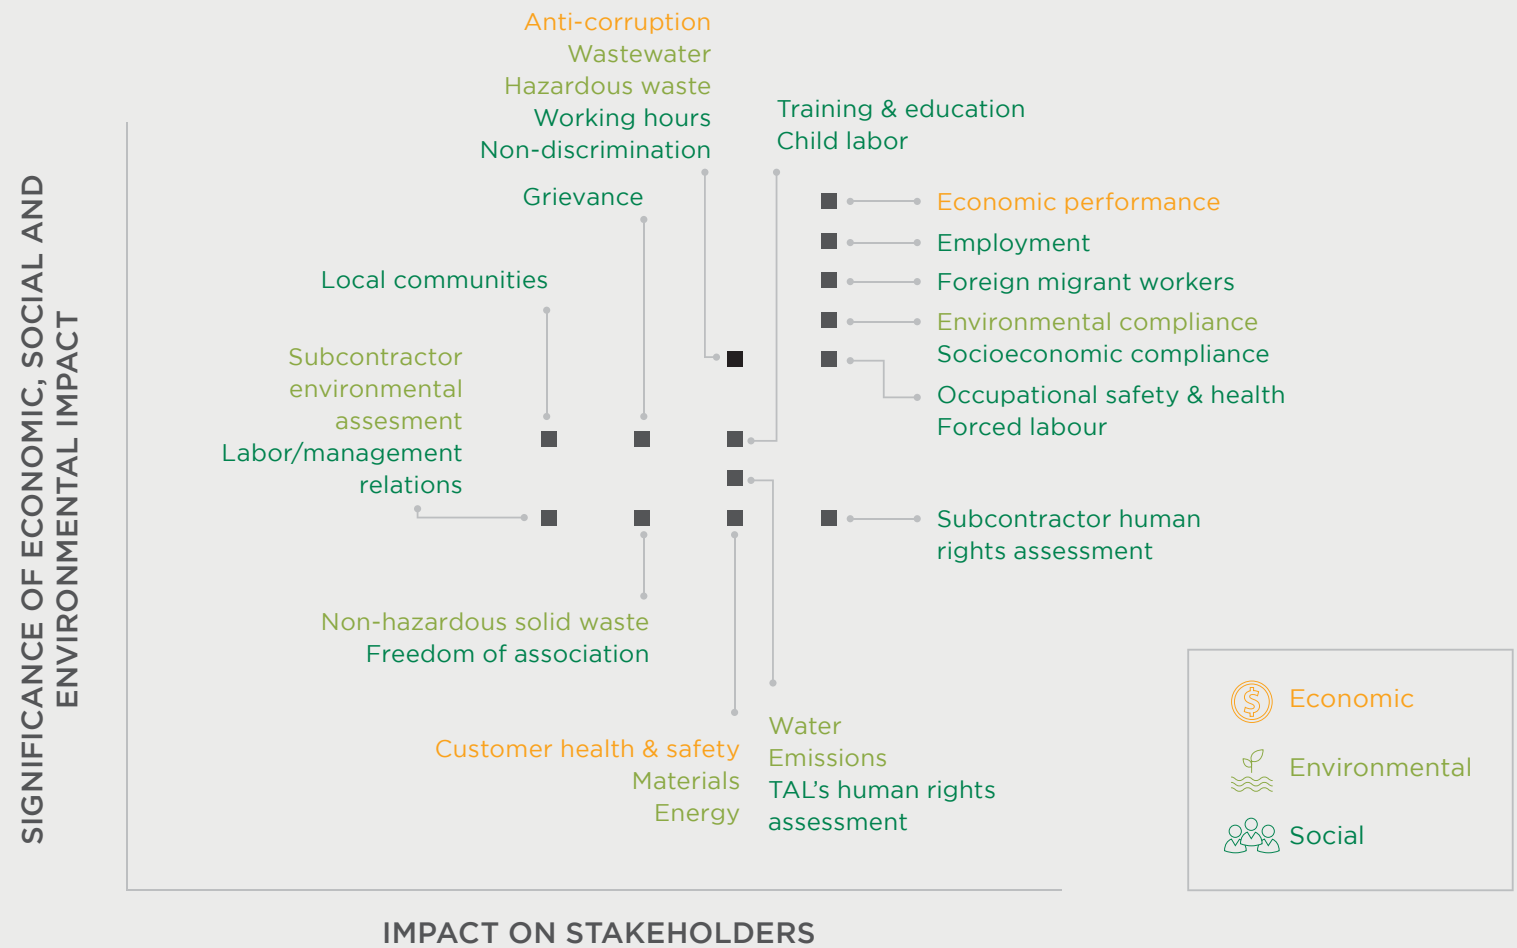 Anti-corruption
Wastewater
Hazardous waste
Working hours
Non-discrimination
Training & education
Child labor
Grievance
Local communities
Subcontractor
environmental
assesment
Labor/management
relations
Economic performance
Employment
Foreign migrant workers
Environmental compliance
Socioeconomic compliance
Occupational safety & health
Forced labour
Subcontractor human
rights assessment
Non-hazardous solid waste
Freedom of association
Customer health & safety
Materials
Energy
Water
Emissions
TAL's human rights
assessment
SIGNIFICANCE OF ECONOMIC, SOCIAL AND
ENVIRONMENTAL IMPACT
IMPACT ON STAKEHOLDERS
$ Economic
Environmental
Social